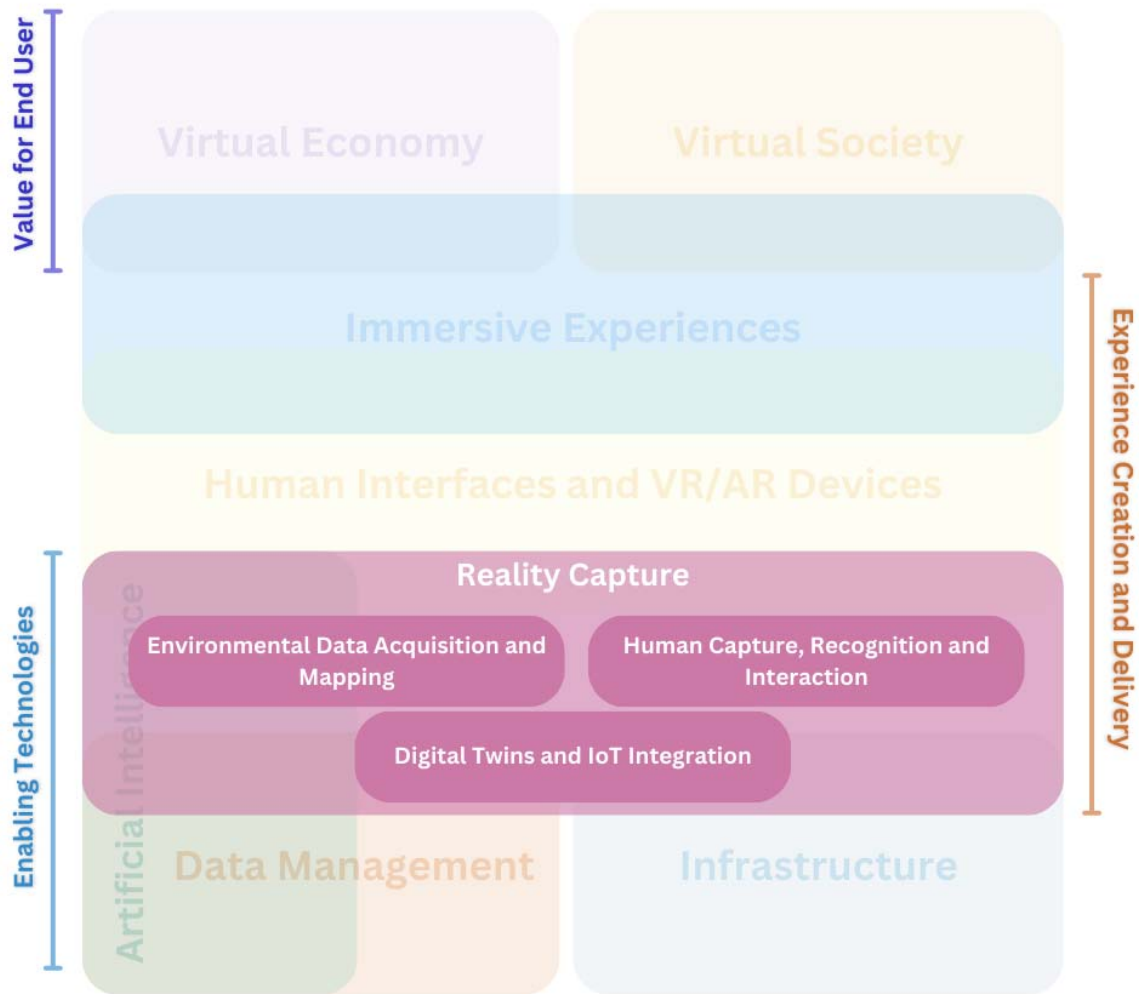 Value for End User
Virtual Economy
Virtual Society
Immersive Experiences
Experience Creation and Delivery
Human Interfaces and VR/AR Devices
Enabling Technologies
Artificial Intelligence
Reality Capture
Environmental Data Acquisition and
Mapping
Human Capture, Recognition and
Interaction
Digital Twins and IoT Integration
Data Management
Infrastructure